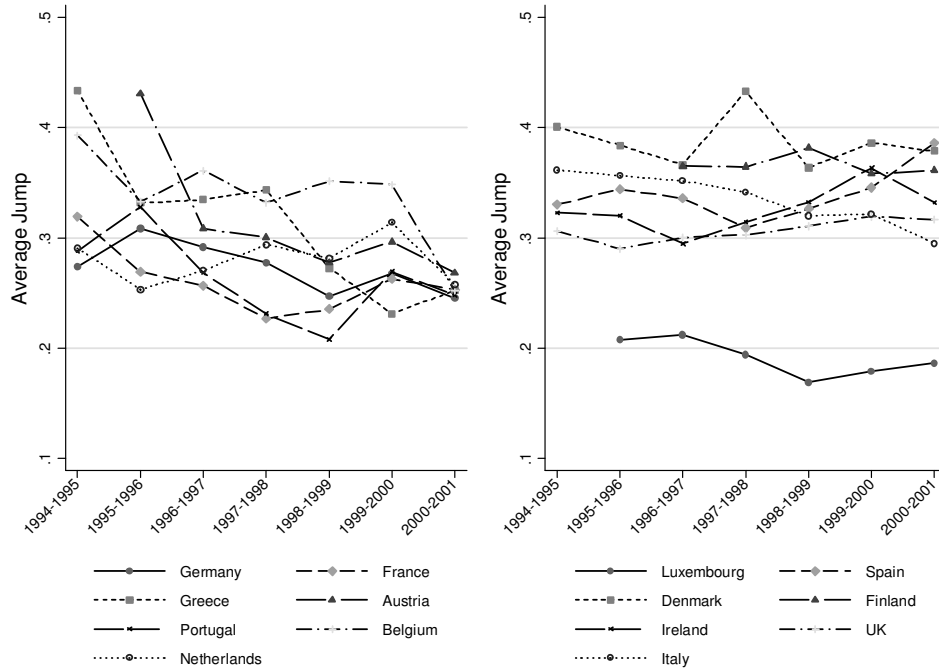 Average Jump
.5
.4
.3
.2
.1
1994-1995
1995-1996
1996-1997
1997-1998
1998-1999
1999-2000
2000-2001
Germany France
Greece Austria
Portugal Belgium
Netherlands
Average Jump
.5
.4
.3
.2
.1
1994-1995
1995-1996
1996-1997
1997-1998
1998-1999
1999-2000
2000-2001
Luxembourg Spain
Denmark Finland
Ireland UK
Italy